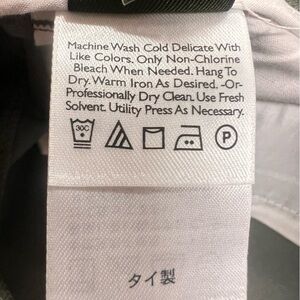 Machine Wash Cold Delicate With
Like Colors. Only Non-Chlorine
Bleach When Needed. Hang To
Dry. Warm Iron As Desired. -Or-
Professionally Dry Clean. Use Fresh
Solvent. Utility Press As Necessary.
30C P
タイ製